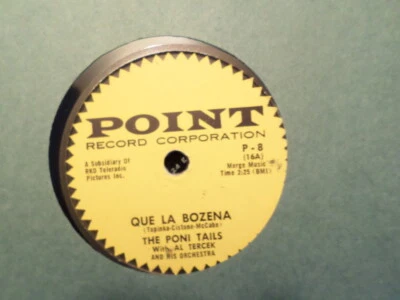 POINT
RECORD CORPORATION
A Subsidiary Of
RKO Teleradio
Pictures Inc.
P - 8
(16A)
Merge Music
Time 2:25 (BMI)
QUE LA BOZENA
(Topinka-Cistone-McCabe)
THE PONI TAILS
With AL TERCEK
AND HIS ORCHESTRA